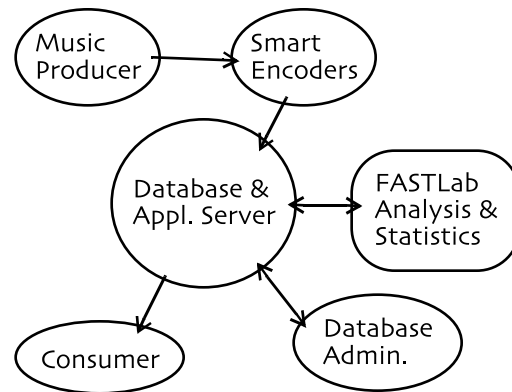 Music
Producer
Smart
Encoders
Database &
Appl. Server
FASTLab
Analysis &
Statistics
Consumer
Database
Admin.